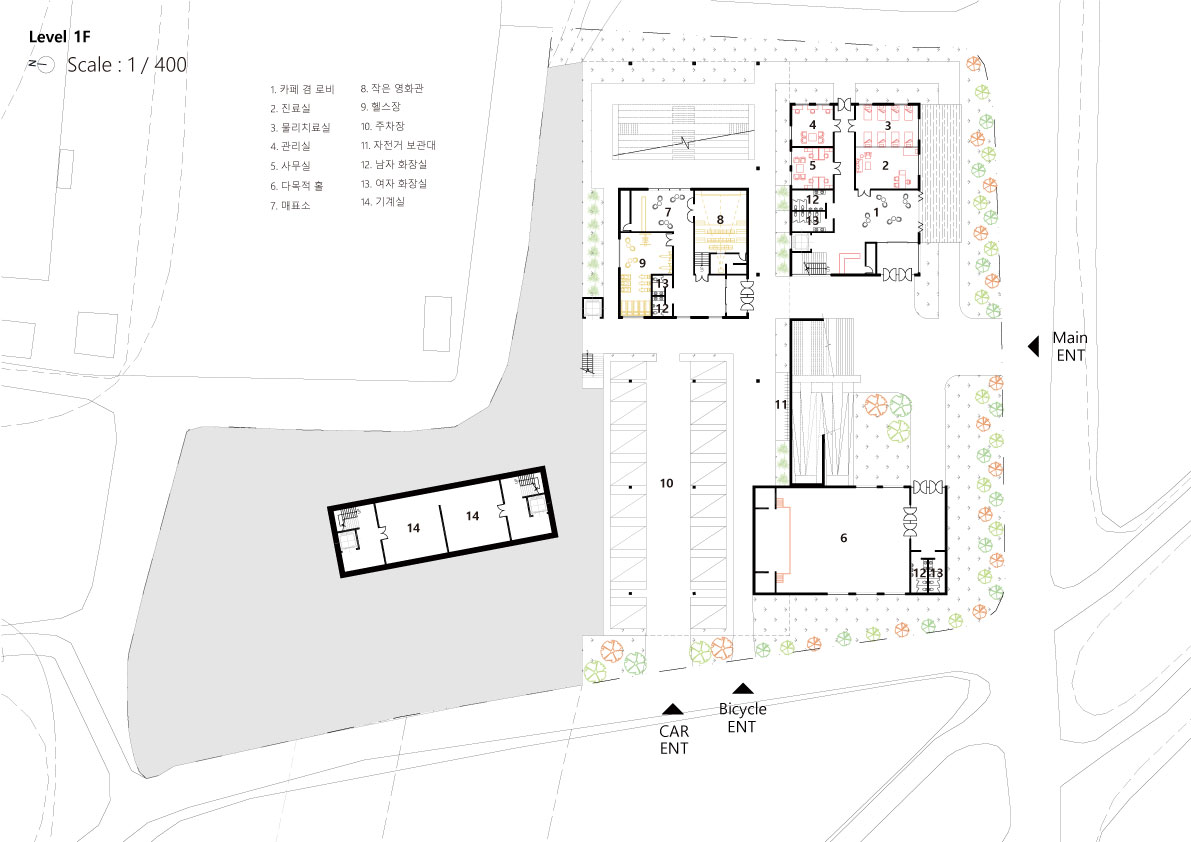 Level 1F
N
Scale : 1 / 400
1. 카페 겸 로비
2. 진료실
3. 물리치료실
4. 관리실
5. 사무실
6. 다목적 홀
7. 매표소
8. 작은 영화관
9. 헬스장
10. 주차장
11. 자전거 보관대
12. 남자 화장실
13. 여자 화장실
14. 기계실
4
3
5
2
12
13
1
7
8
9
13
12
11
10
14
14
6
12
13
Main
ENT
Bicycle
ENT
CAR
ENT